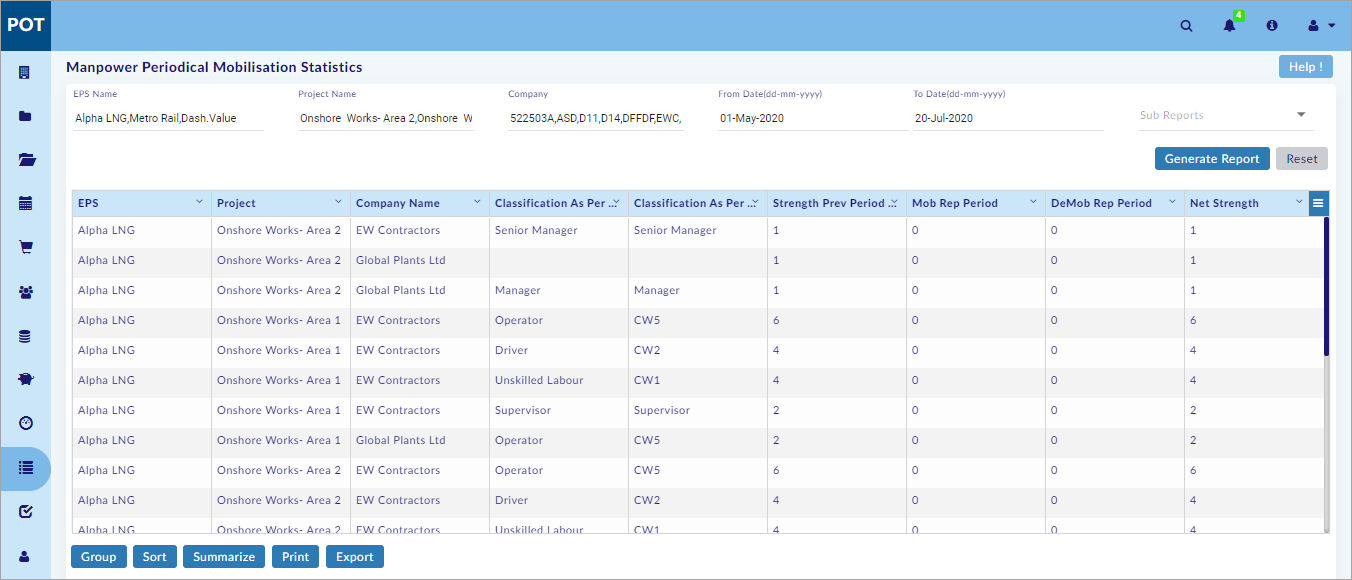 POT
4
Manpower Periodical Mobilisation Statistics
Help !
EPS Name Project Name Company From Date(dd-mm-yyyy) To Date(dd-mm-yyyy)
Alpha LNG,Metro Rail,Dash.Value Onshore Works- Area 2,Onshore W 522503A,ASD,D11,D14,DFFDF,EWC, 01-May-2020 20-Jul-2020 Sub Reports
Generate Report Reset
EPS Project Company Name Classification As Per .. Classification As Per .. Strength Prev Period .. Mob Rep Period DeMob Rep Period Net Strength
Alpha LNG Onshore Works- Area 2 EW Contractors Senior Manager Senior Manager 1 0 0 1
Alpha LNG Onshore Works- Area 2 Global Plants Ltd 1 0 0 1
Alpha LNG Onshore Works- Area 2 Global Plants Ltd Manager Manager 1 0 0 1
Alpha LNG Onshore Works- Area 1 EW Contractors Operator CW5 6 0 0 6
Alpha LNG Onshore Works- Area 1 EW Contractors Driver CW2 4 0 0 4
Alpha LNG Onshore Works- Area 1 EW Contractors Unskilled Labour CW1 4 0 0 4
Alpha LNG Onshore Works- Area 1 EW Contractors Supervisor Supervisor 2 0 0 2
Alpha LNG Onshore Works- Area 1 Global Plants Ltd Operator CW5 2 0 0 2
Alpha LNG Onshore Works- Area 2 EW Contractors Operator CW5 6 0 0 6
Alpha LNG Onshore Works- Area 2 EW Contractors Driver CW2 4 0 0 4
Alpha LNG Onshore Works- Area 2 EW Contractors Unskilled Labour CW1 4 0 0 4
Group Sort Summarize Print Export